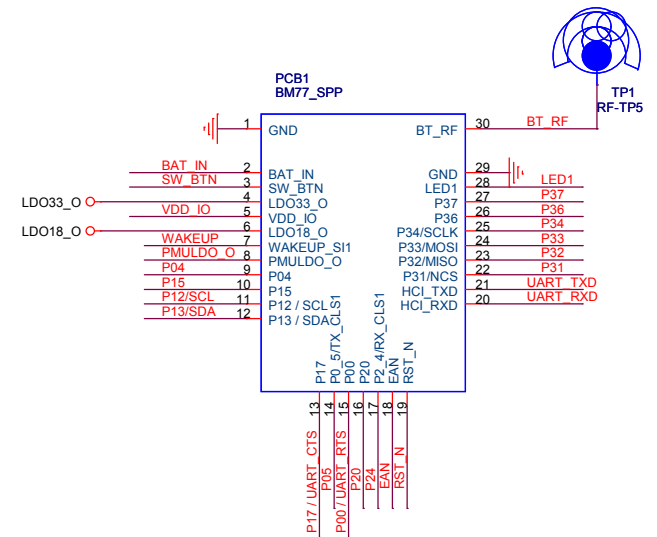 PCB1
BM77_SPP
TP1
RF-TP5
1 GND
BT_RF 30 BT_RF
BAT_IN 2 BAT_IN
GND 29
SW_BTN 3 SW_BTN
LED1 28 LED1
LDO33_O 4 LDO33_O
P37 27 P37
VDD_IO 5 VDD_IO
P36 26 P36
LDO18_O 6 LDO18_O
P34/SCLK 25 P34
WAKEUP 7 WAKEUP_SI1
P33/MOSI 24 P33
PMULDO_O 8 PMULDO_O
P32/MISO 23 P32
P04 9 P04
P31/NCS 22 P31
P15 10 P15
HCI_TXD 21 UART_TXD
P12/SCL 11 P12 / SCL
HCI_RXD 20 UART_RXD
P13/SDA 12 P13 / SDA
P17 13 P17 / UART_CTS
P0_5/TX_CLS1 14 P05
P00 15 P00 / UART_RTS
P20 16 P20
P2_4/RX_CLS1 17 P24
EAN 18 EAN
RST_N 19 RST_N